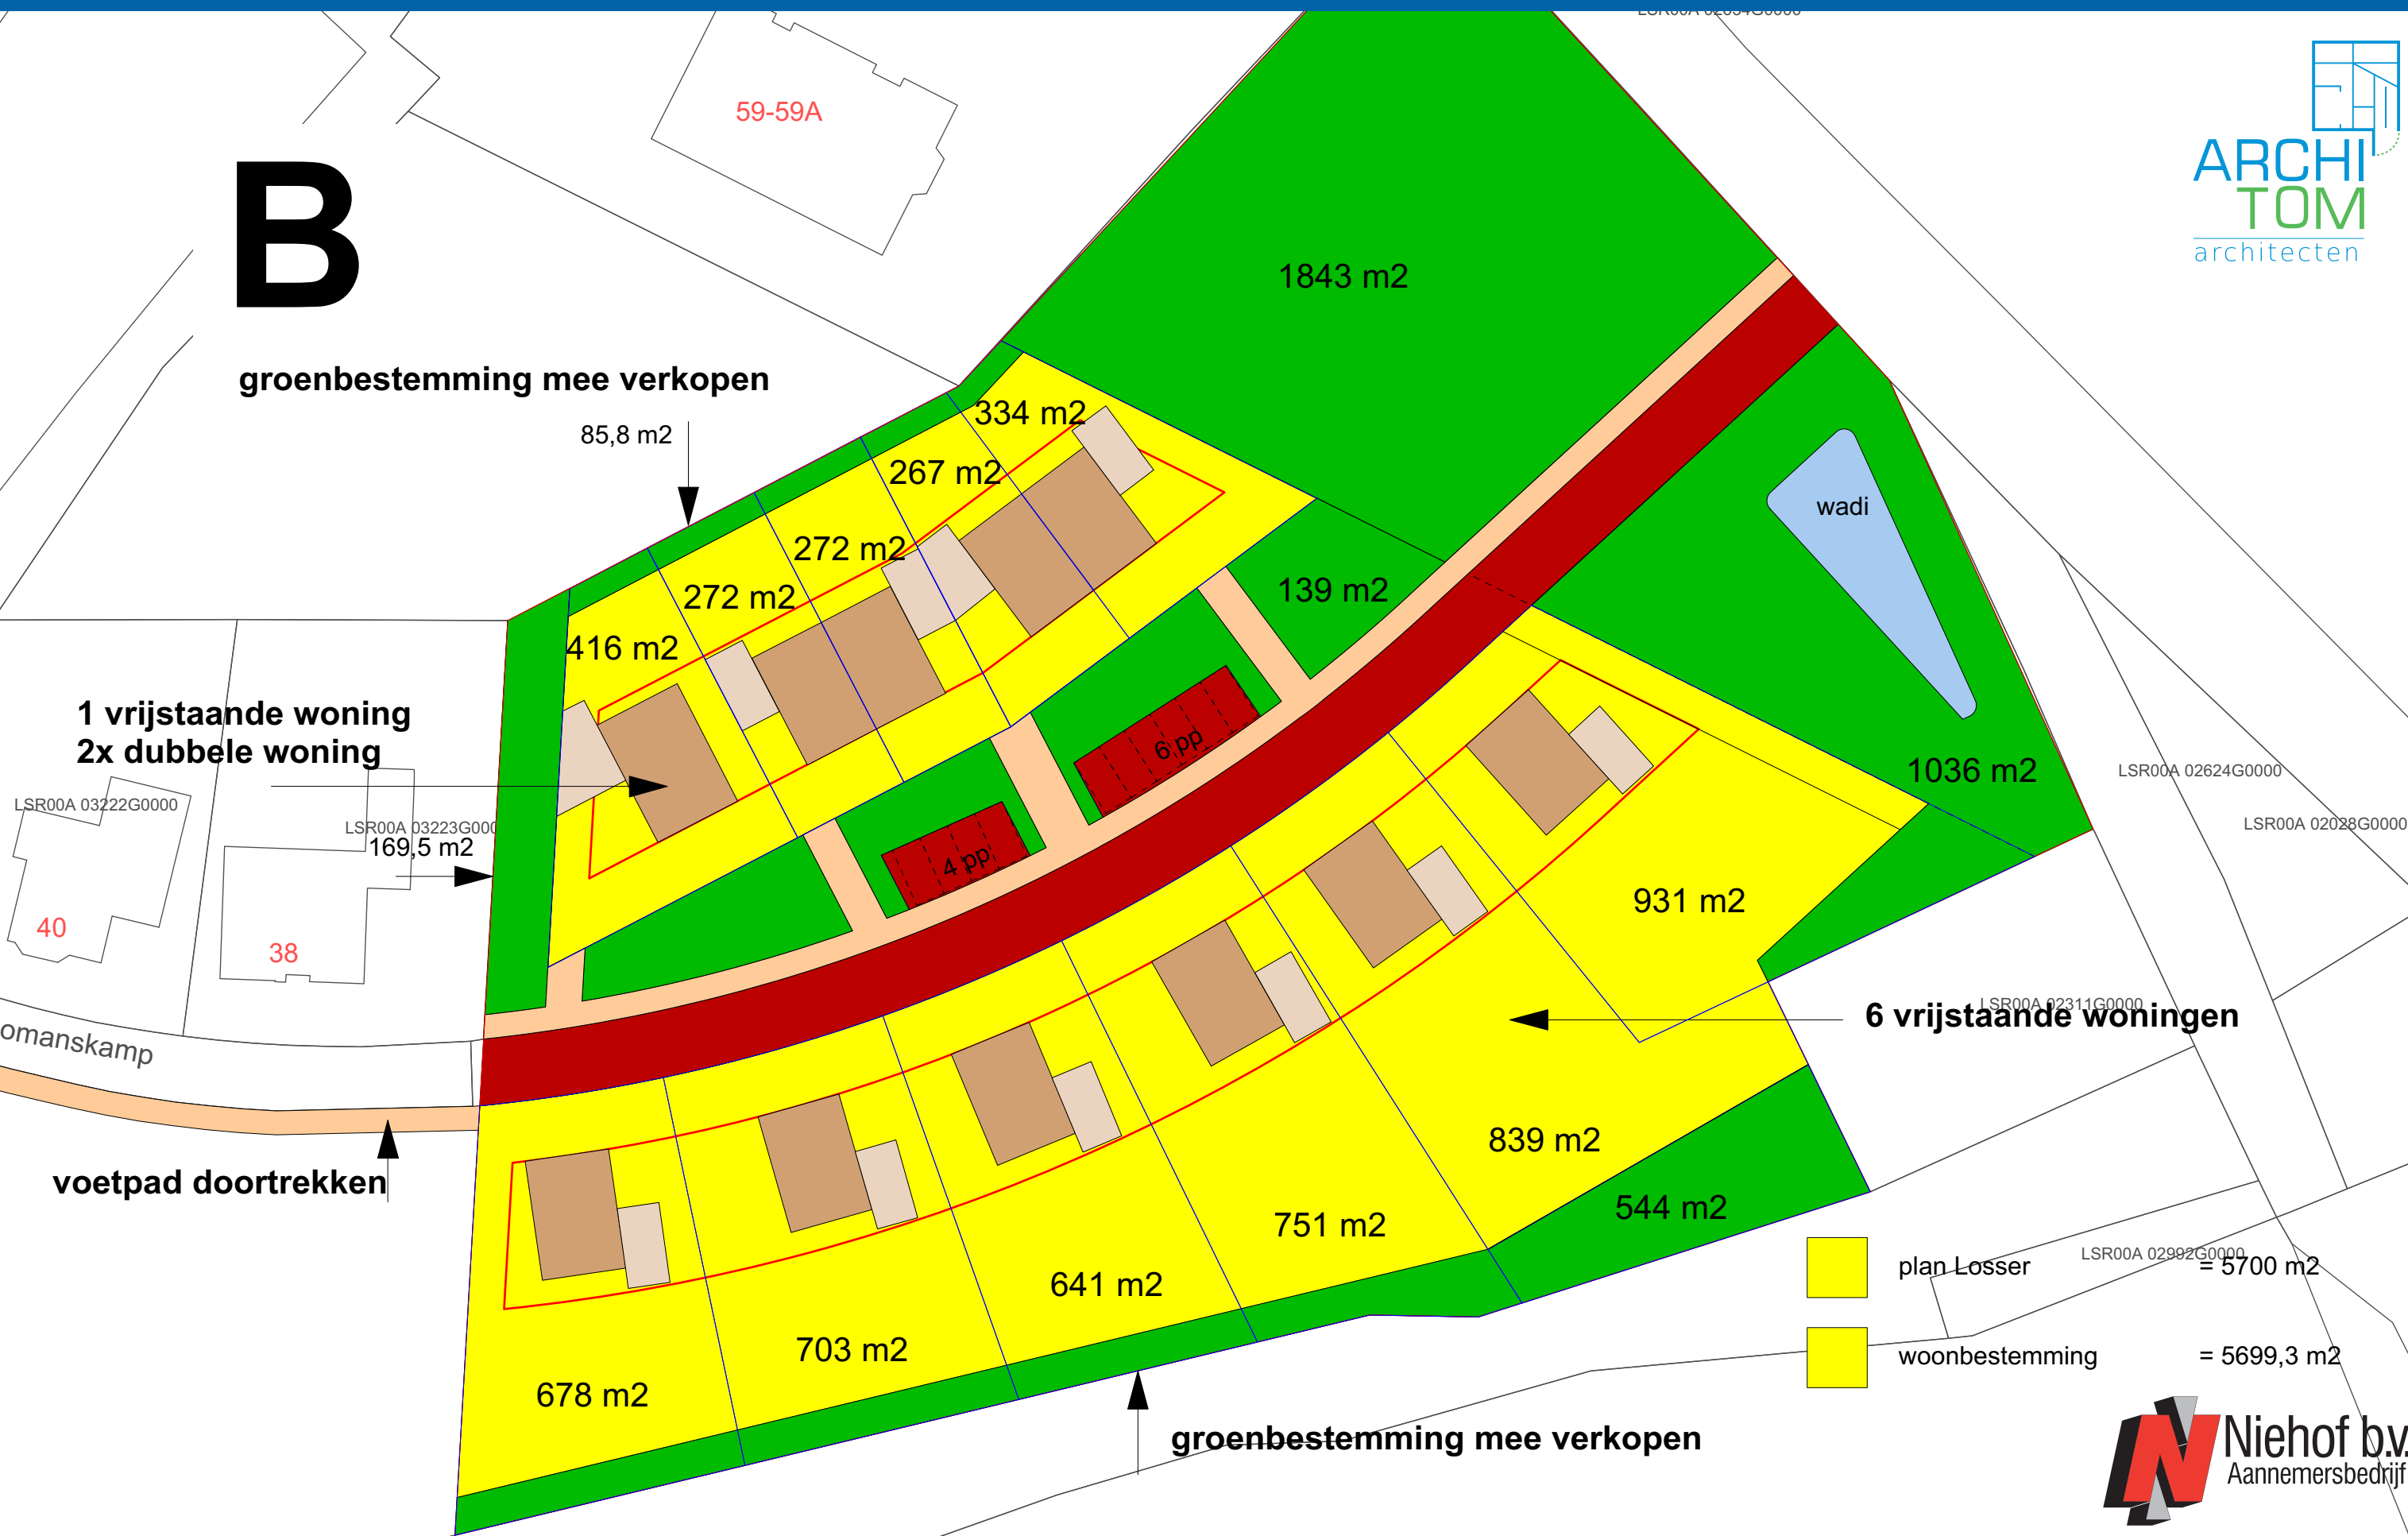 LSR00A 02634G0000
59-59A
ARCHI
TOM
architecten
B
1843 m2
groenbestemming mee verkopen
85,8 m2
334 m2
267 m2
272 m2
272 m2
416 m2
139 m2
wadi
1 vrijstaande woning
2x dubbele woning
6 pp
4 pp
1036 m2
LSR00A 02624G0000
LSR00A 02028G0000
LSR00A 03222G0000
LSR00A 03223G000
169,5 m2
40
38
931 m2
LSR00A 02311G0000
6 vrijstaande woningen
omanskamp
voetpad doortrekken
839 m2
544 m2
751 m2
641 m2
703 m2
678 m2
LSR00A 02992G0000
plan Losser = 5700 m2
woonbestemming = 5699,3 m2
groenbestemming mee verkopen
Niehof b.v.
Aannemersbedrijf